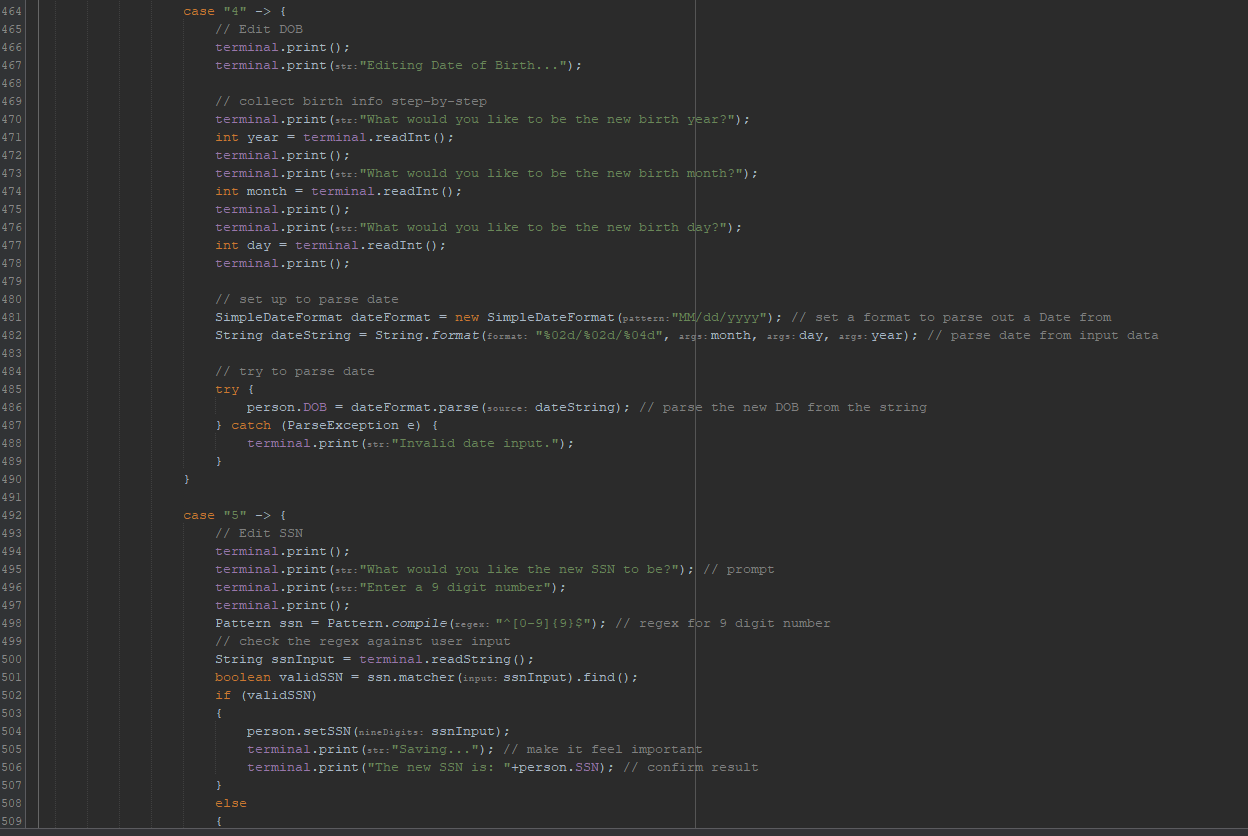 464 case "4" -> {
465 // Edit DOB
466 terminal.print();
467 terminal.print(str: "Editing Date of Birth...");
468
469 // collect birth info step-by-step
470 terminal.print(str: "What would you like to be the new birth year?");
471 int year = terminal.readInt();
472 terminal.print();
473 terminal.print(str: "What would you like to be the new birth month?");
474 int month = terminal.readInt();
475 terminal.print();
476 terminal.print(str: "What would you like to be the new birth day?");
477 int day = terminal.readInt();
478 terminal.print();
479
480 // set up to parse date
481 SimpleDateFormat dateFormat = new SimpleDateFormat(pattern: "MM/dd/yyyy"); // set a format to parse out a Date from
482 String dateString = String.format(format: "%02d/%02d/%04d", args: month, args: day, args: year); // parse date from input data
483
484 // try to parse date
485 try {
486 person.DOB = dateFormat.parse(source: dateString); // parse the new DOB from the string
487 } catch (ParseException e) {
488 terminal.print(str: "Invalid date input.");
489 }
490 }
491
492 case "5" -> {
493 // Edit SSN
494 terminal.print();
495 terminal.print(str: "What would you like the new SSN to be?"); // prompt
496 terminal.print(str: "Enter a 9 digit number");
497 terminal.print();
498 Pattern ssn = Pattern.compile(regex: "^[0-9]{9}$"); // regex for 9 digit number
499 // check the regex against user input
500 String ssnInput = terminal.readString();
501 boolean validSSN = ssn.matcher(input: ssnInput).find();
502 if (validSSN)
503 {
504 person.setSSN(nineDigits: ssnInput);
505 terminal.print(str: "Saving..."); // make it feel important
506 terminal.print("The new SSN is: "+person.SSN); // confirm result
507 }
508 else
509 {